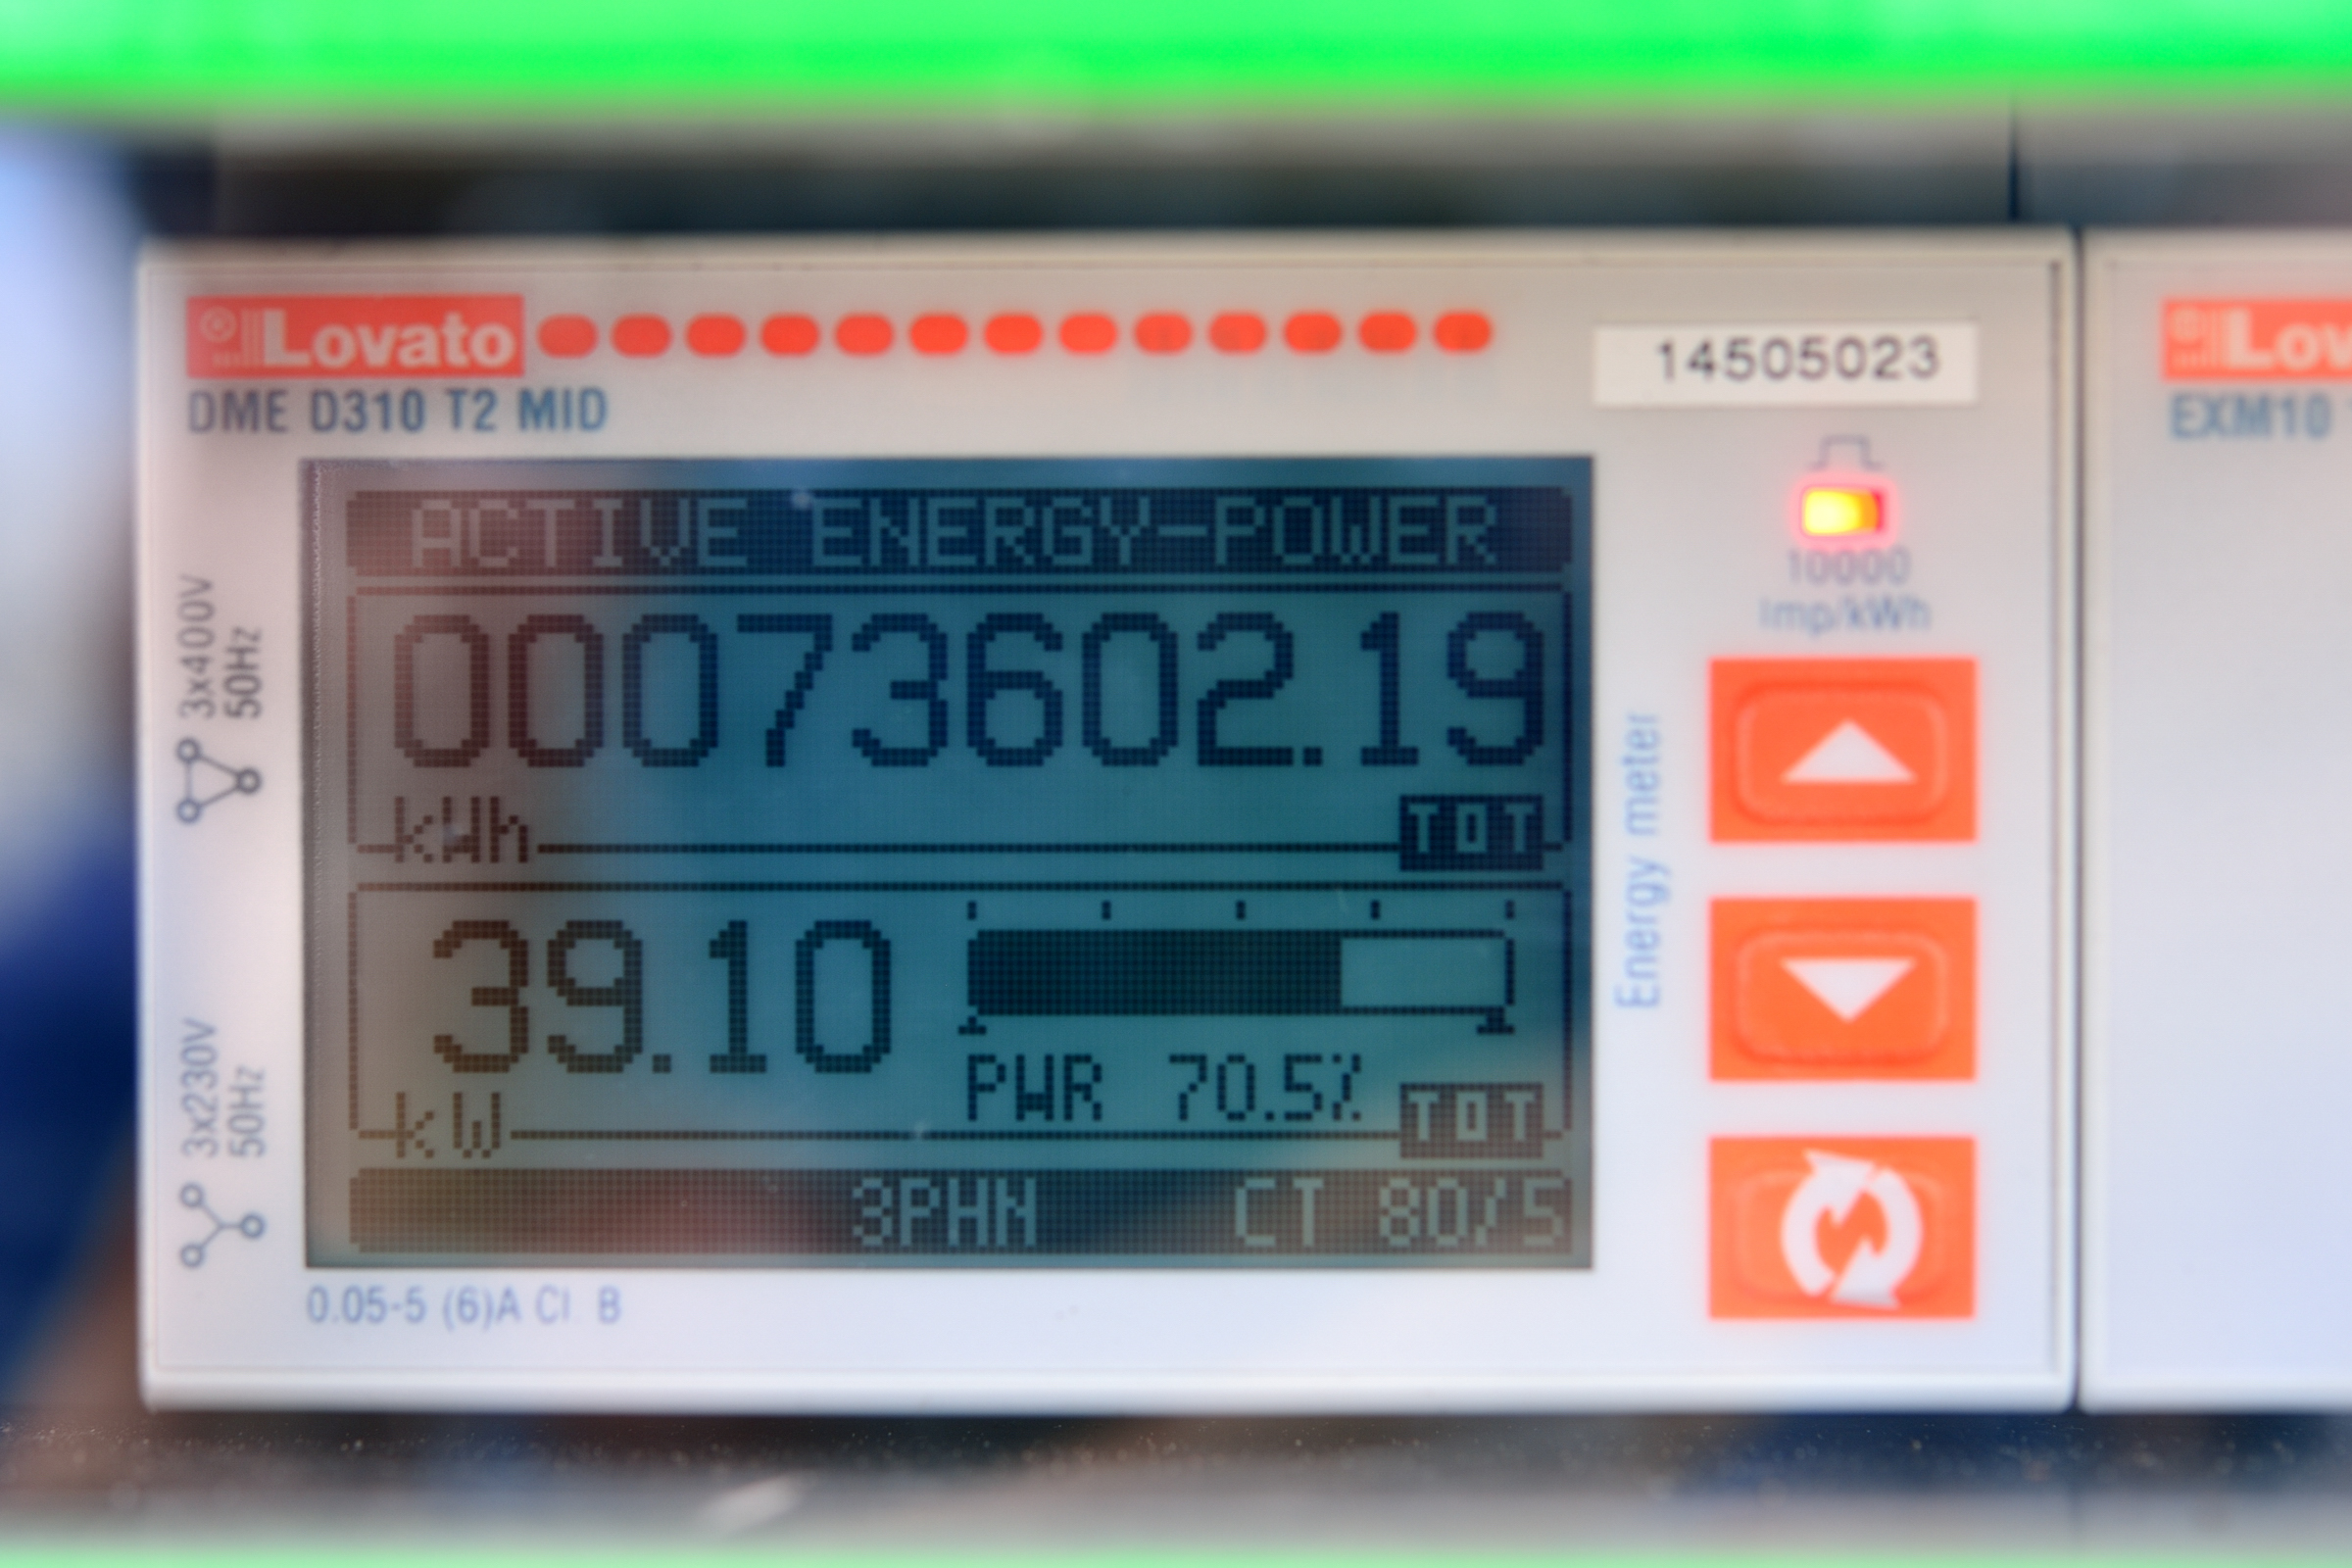 Lovato
14505023
Lov
DME D310 T2 MID
EXM10
ACTIVE ENERGY-POWER
10000
imp/kWh
00073602.19
kWh
TOT
39.10
PWR 70.5%
kW
TOT
3PHN CT 80/5
3x400V
50Hz
3x230V
50Hz
Energy meter
0.05-5 (6)A Cl. B